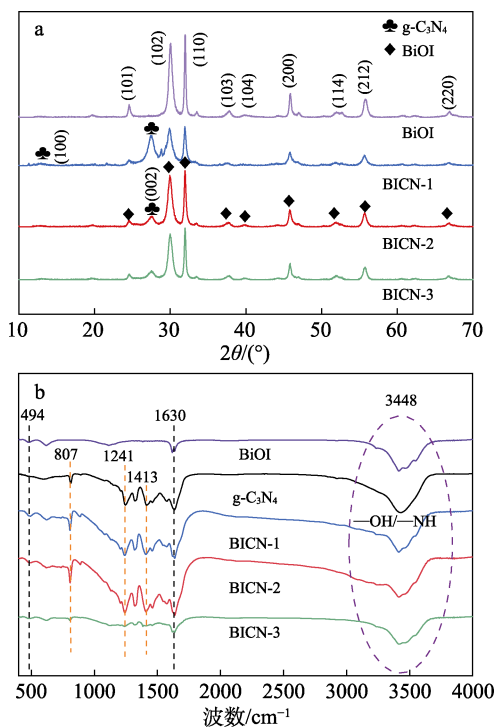 a
♣ g-C₃N₄
◆ BiOI
(101)
(102)
(110)
(103)
(104)
(200)
(114)
(212)
(220)
BiOI
(100)
BICN-1
(002)
BICN-2
BICN-3
10 20 30 40 50 60 70
2θ/(°)
b
494
807
1241
1413
1630
3448
BiOI
g-C₃N₄
—OH/—NH
BICN-1
BICN-2
BICN-3
500 1000 1500 2000 2500 3000 3500 4000
波数/cm⁻¹